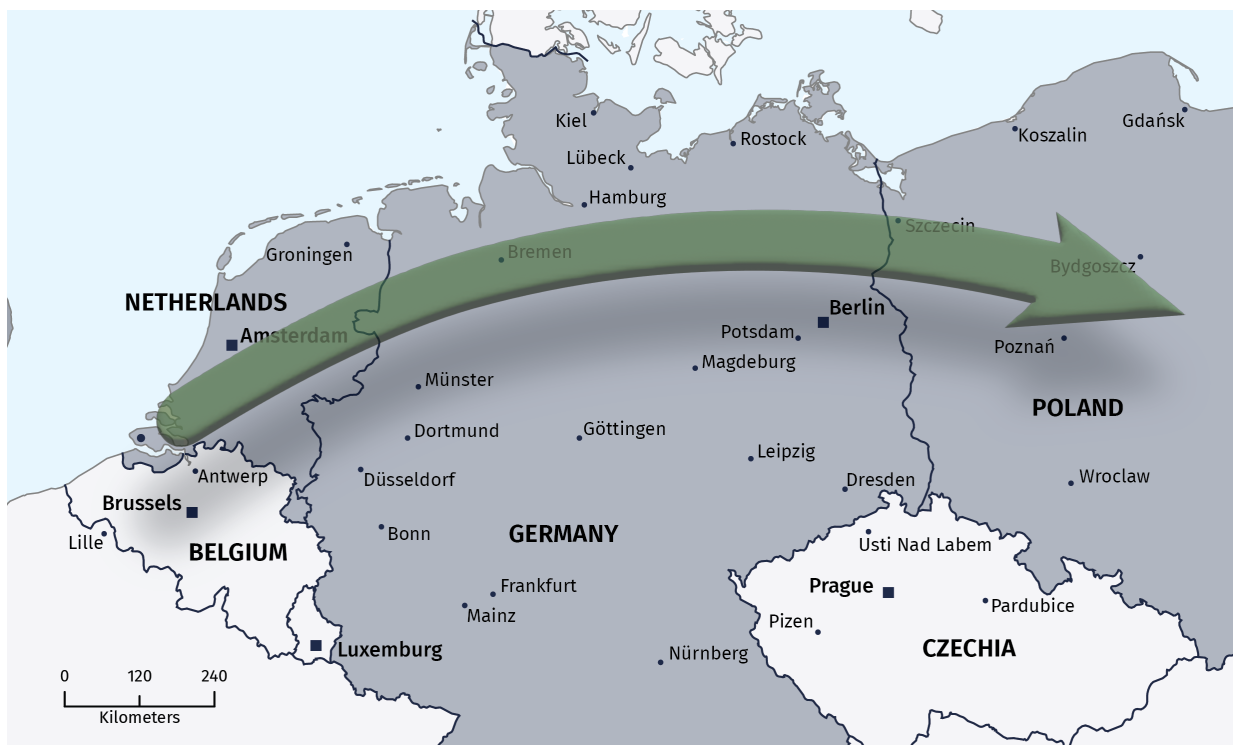 Kiel
Rostock
Koszalin
Gdańsk
Lübeck
Hamburg
Szczecin
Groningen
Bremen
Bydgoszcz
NETHERLANDS
Amsterdam
Berlin
Potsdam
Poznań
Magdeburg
Münster
POLAND
Dortmund
Göttingen
Leipzig
Antwerp
Düsseldorf
Dresden
Wroclaw
Brussels
Lille
BELGIUM
Bonn
GERMANY
Usti Nad Labem
Frankfurt
Mainz
Prague
Pardubice
Pizen
CZECHIA
Luxemburg
Nürnberg
0 120 240
Kilometers